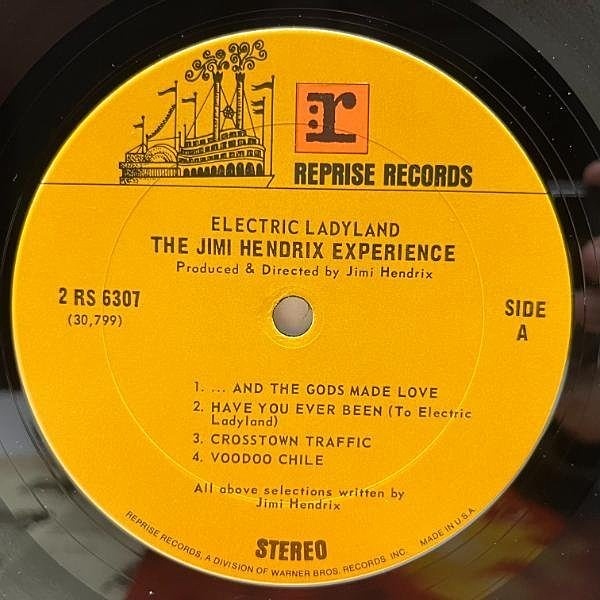 :r
REPRISE RECORDS
ELECTRIC LADYLAND
THE JIMI HENDRIX EXPERIENCE
Produced & Directed by Jimi Hendrix
2 RS 6307
(30,799)
SIDE
A
1. ... AND THE GODS MADE LOVE
2. HAVE YOU EVER BEEN (To Electric
Ladyland)
3. CROSSTOWN TRAFFIC
4. VOODOO CHILE
All above selections written by
Jimi Hendrix
STEREO
REPRISE RECORDS, A DIVISION OF WARNER BROS. RECORDS, INC. MADE IN U.S.A.